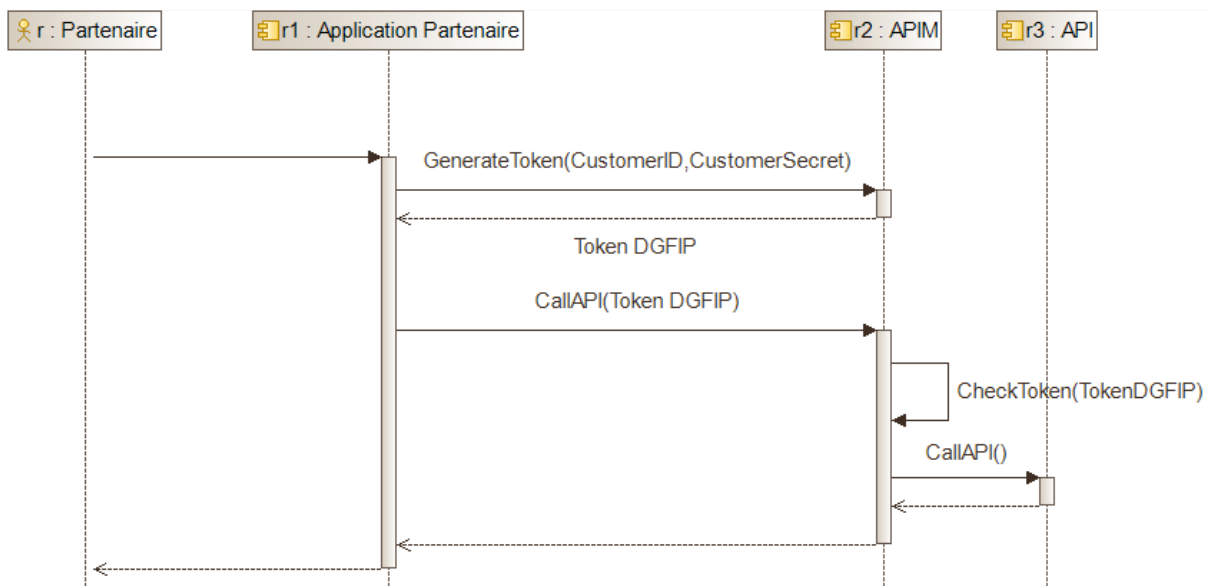 r : Partenaire
r1 : Application Partenaire
r2 : APIM
r3 : API
GenerateToken(CustomerID,CustomerSecret)
Token DGFIP
CallAPI(Token DGFIP)
CheckToken(TokenDGFIP)
CallAPI()